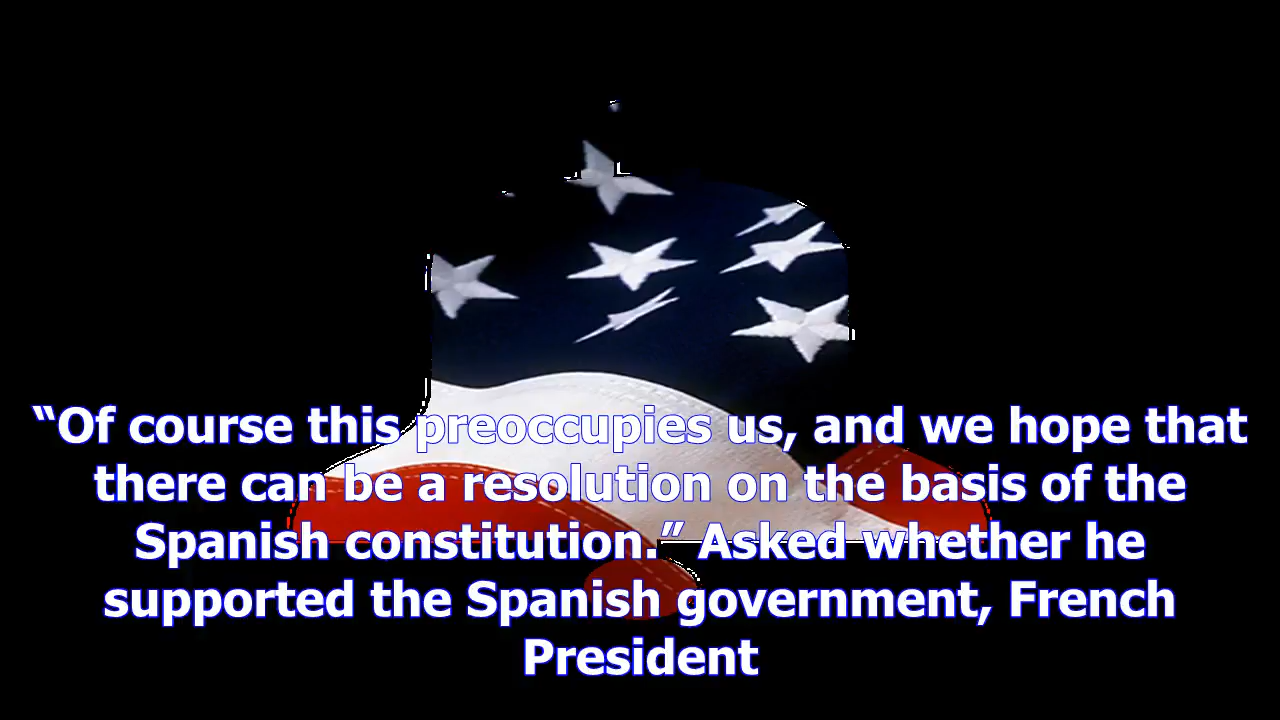 “Of course this preoccupies us, and we hope that
there can be a resolution on the basis of the
Spanish constitution.” Asked whether he
supported the Spanish government, French
President